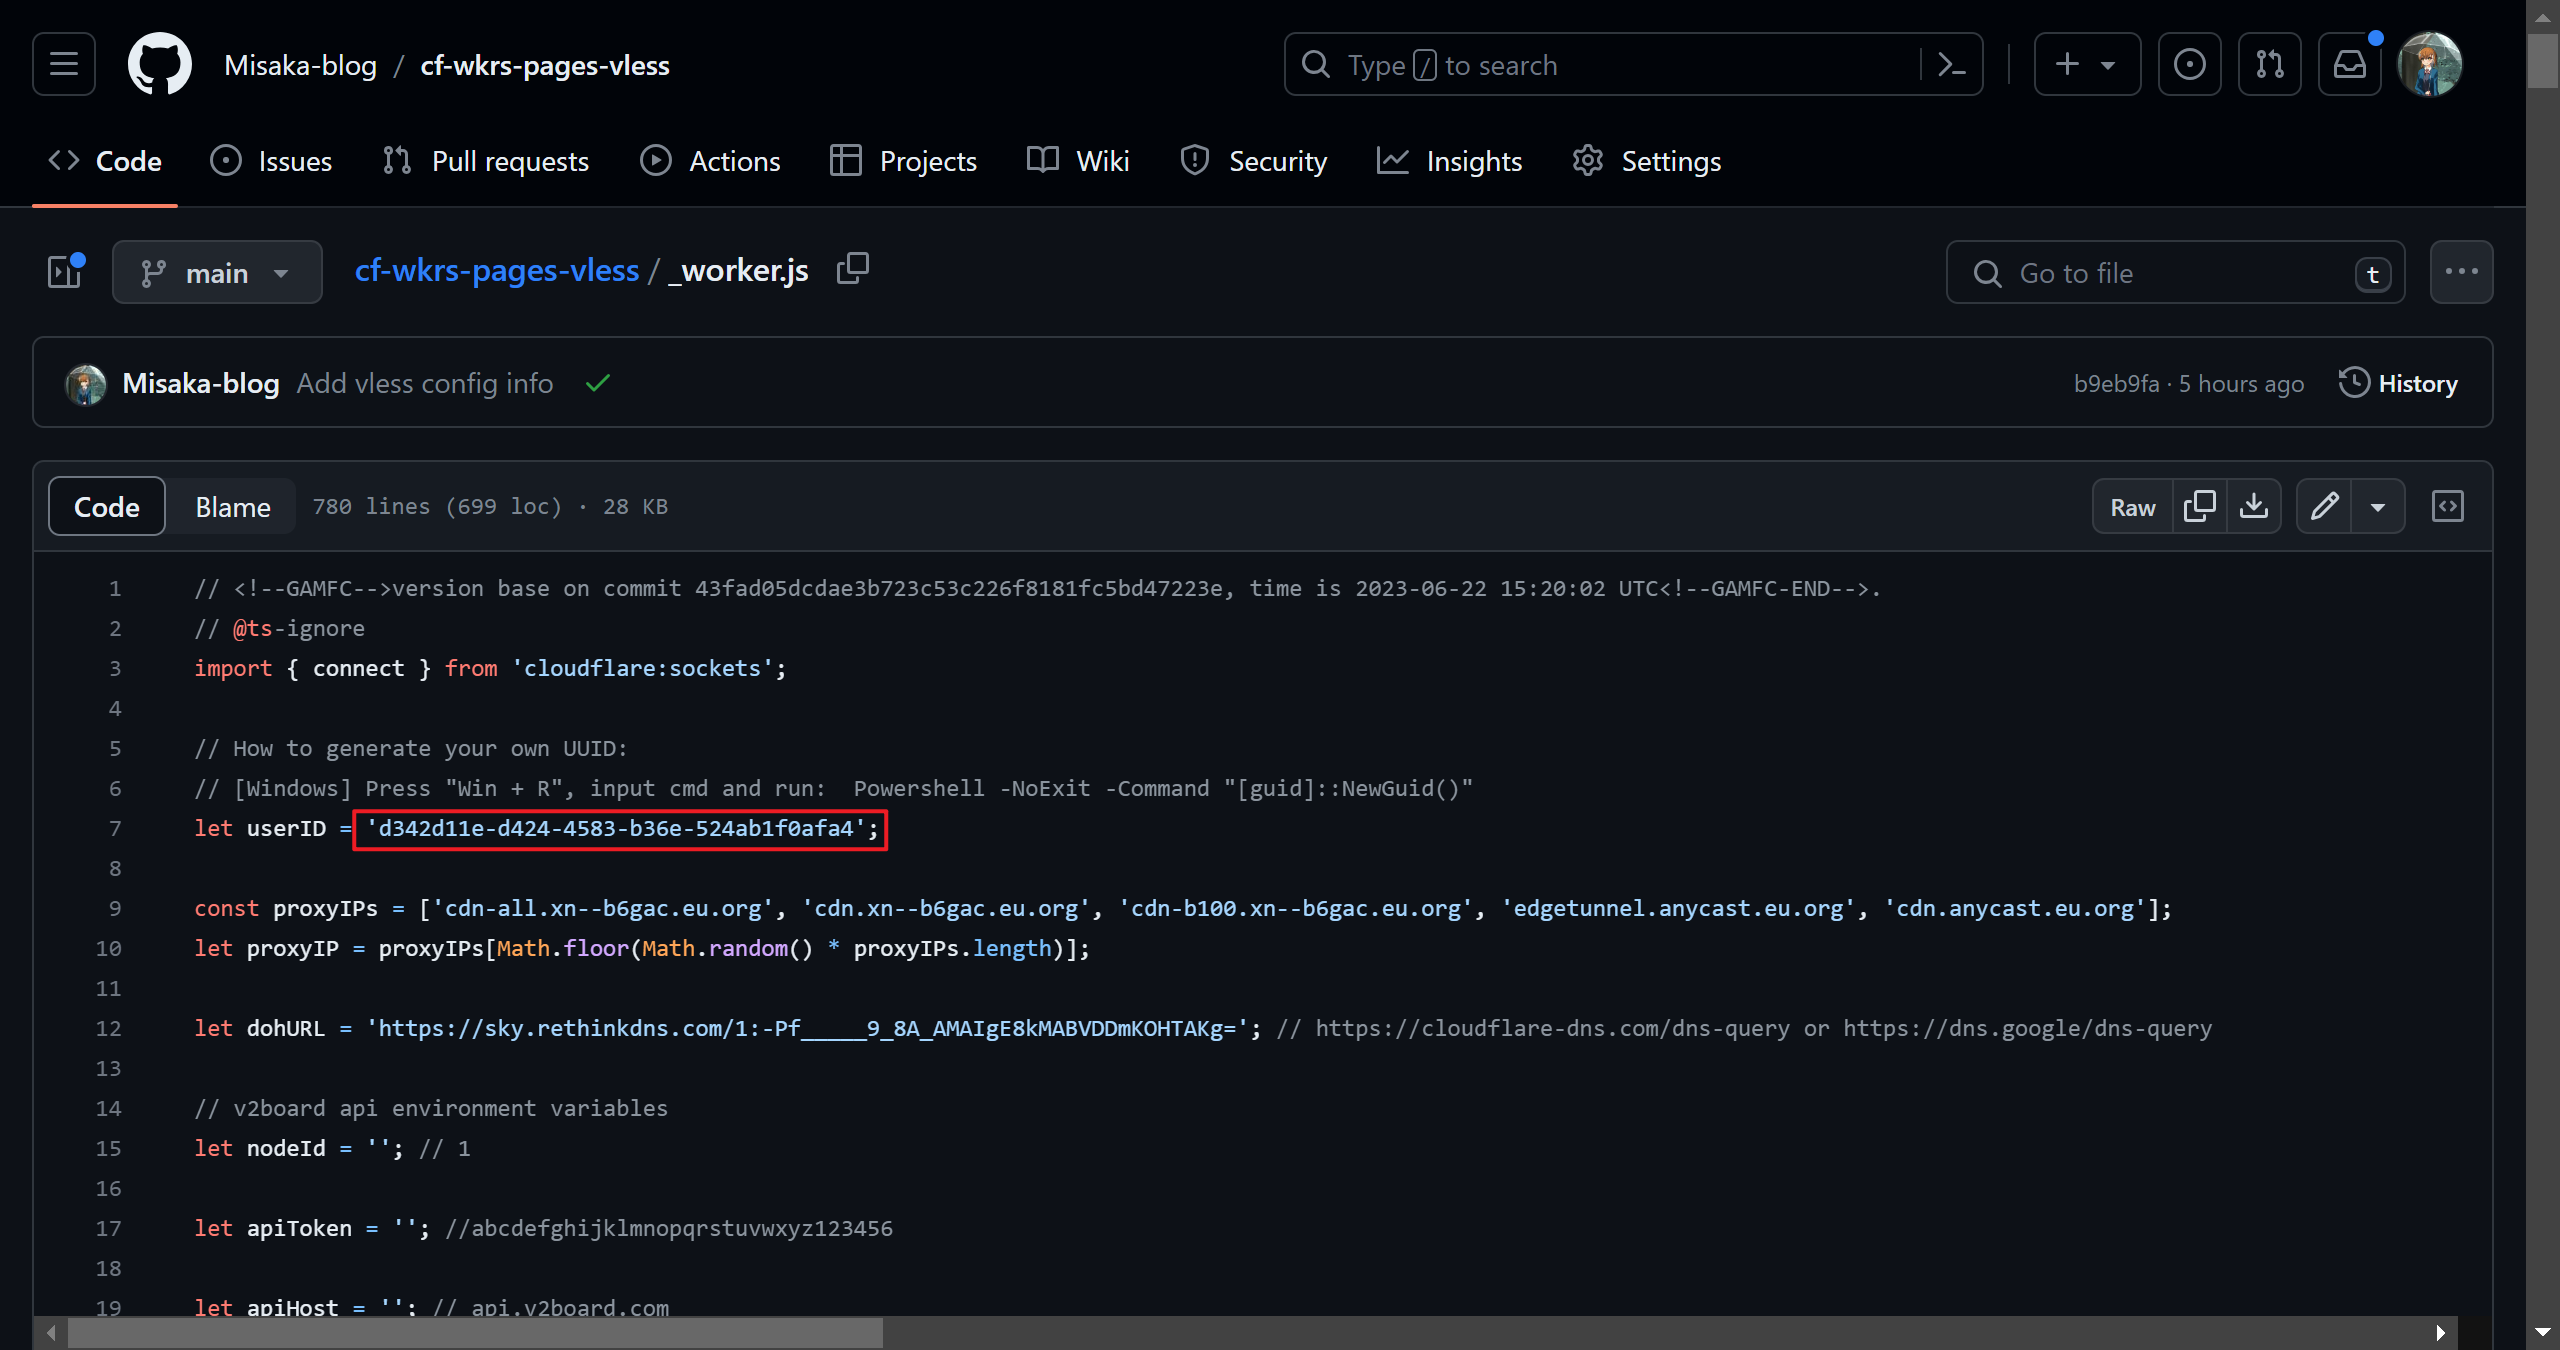 Misaka-blog / cf-wkrs-pages-vless
Type / to search
Code
Issues
Pull requests
Actions
Projects
Wiki
Security
Insights
Settings
main
cf-wkrs-pages-vless / _worker.js
Go to file
t
Misaka-blog Add vless config info
b9eb9fa · 5 hours ago
History
Code
Blame
780 lines (699 loc) · 28 KB
Raw
1 // <!--GAMFC-->version base on commit 43fad05dcdae3b723c53c226f8181fc5bd47223e, time is 2023-06-22 15:20:02 UTC<!--GAMFC-END-->.
2 // @ts-ignore
3 import { connect } from 'cloudflare:sockets';
4
5 // How to generate your own UUID:
6 // [Windows] Press "Win + R", input cmd and run:  Powershell -NoExit -Command "[guid]::NewGuid()"
7 let userID = 'd342d11e-d424-4583-b36e-524ab1f0afa4';
8
9 const proxyIPs = ['cdn-all.xn--b6gac.eu.org', 'cdn.xn--b6gac.eu.org', 'cdn-b100.xn--b6gac.eu.org', 'edgetunnel.anycast.eu.org', 'cdn.anycast.eu.org'];
10 let proxyIP = proxyIPs[Math.floor(Math.random() * proxyIPs.length)];
11
12 let dohURL = 'https://sky.rethinkdns.com/1:-Pf_____9_8A_AMAIgE8kMABVDDmKOHTAKg='; // https://cloudflare-dns.com/dns-query or https://dns.google/dns-query
13
14 // v2board api environment variables
15 let nodeId = ''; // 1
16
17 let apiToken = ''; //abcdefghijklmnopqrstuvwxyz123456
18
19 let apiHost = ''; // api.v2board.com